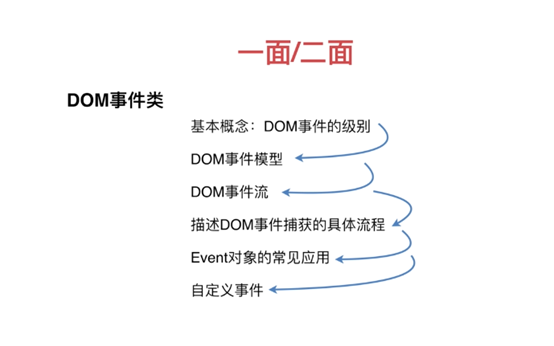 一面/二面
DOM事件类
基本概念：DOM事件的级别
DOM事件模型
DOM事件流
描述DOM事件捕获的具体流程
Event对象的常见应用
自定义事件